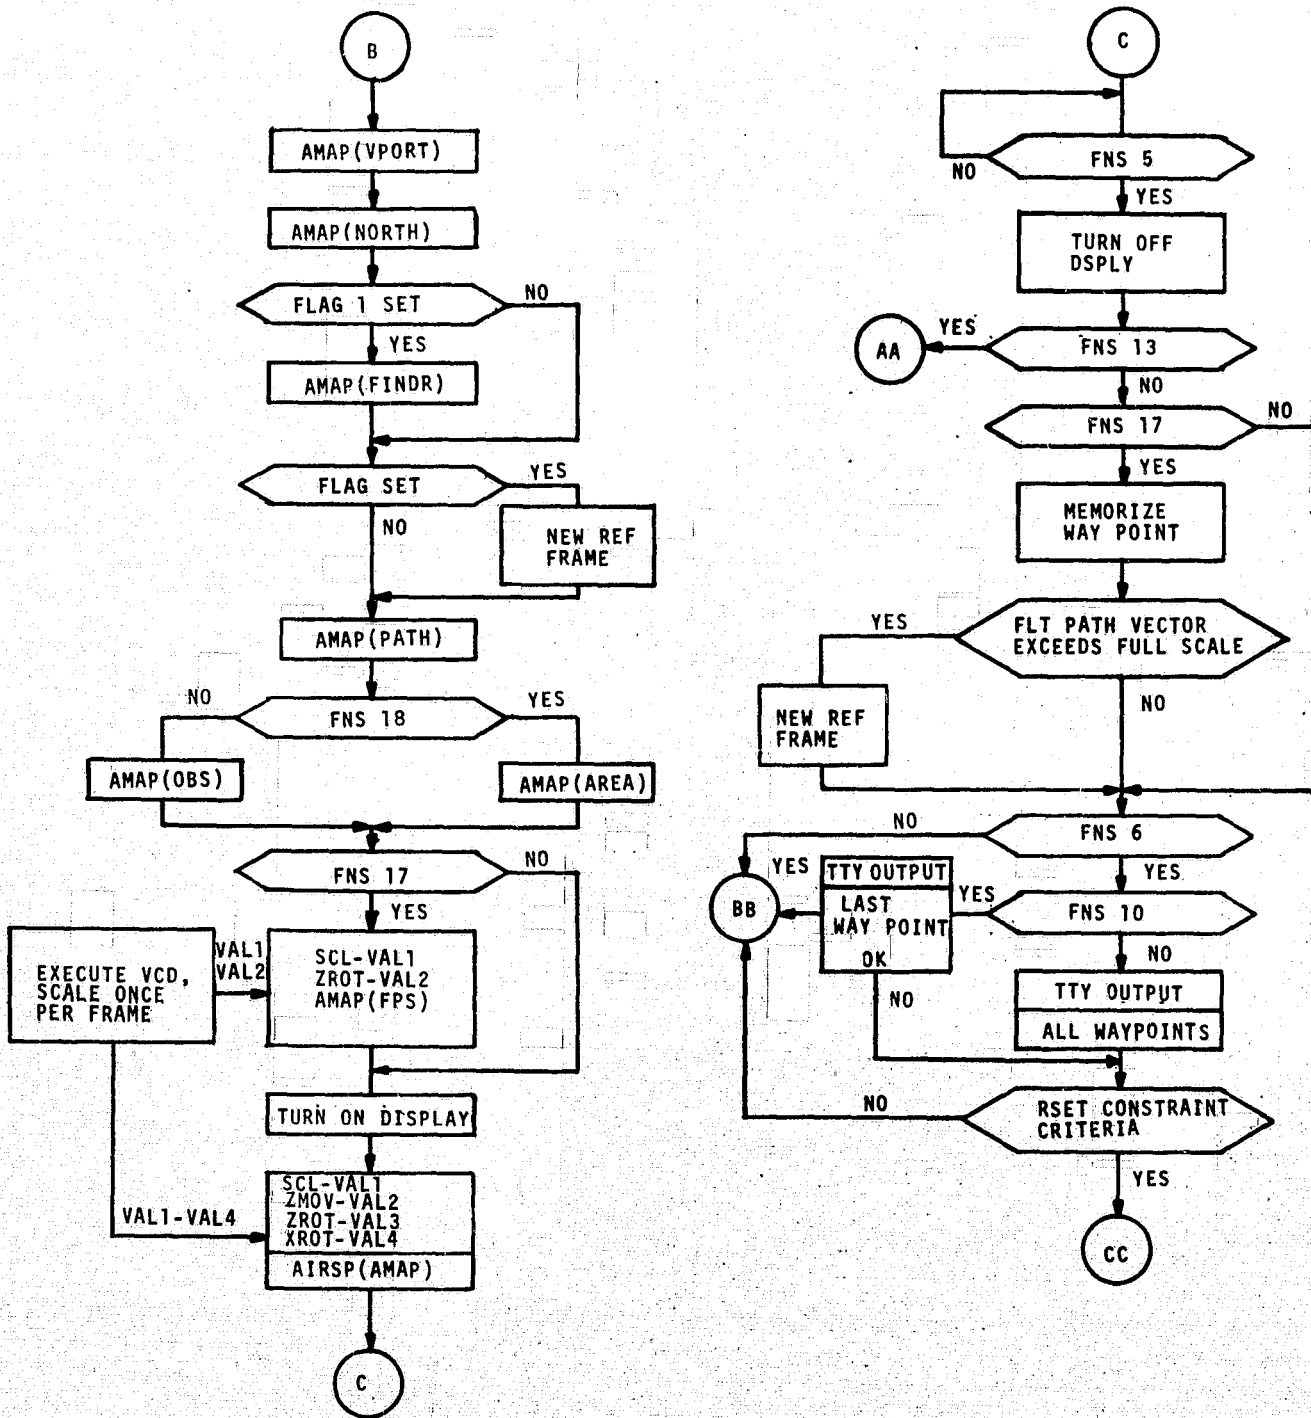 B
AMAP(VPORT)
AMAP(NORTH)
FLAG 1 SET
NO
YES
AMAP(FINDR)
FLAG SET
YES
NO
NEW REF
FRAME
AMAP(PATH)
NO
FNS 18
YES
AMAP(OBS)
AMAP(AREA)
FNS 17
NO
YES
EXECUTE VCD,
SCALE ONCE
PER FRAME
VAL1
VAL2
SCL-VAL1
ZROT-VAL2
AMAP(FPS)
TURN ON DISPLAY
VAL1-VAL4
SCL-VAL1
ZMOV-VAL2
ZROT-VAL3
XROT-VAL4
AIRSP(AMAP)
C
C
FNS 5
NO
YES
TURN OFF
DSPLY
AA
YES
FNS 13
NO
FNS 17
NO
YES
MEMORIZE
WAY POINT
YES
FLT PATH VECTOR
EXCEEDS FULL SCALE
NO
NEW REF
FRAME
NO
FNS 6
YES
BB
YES
TTY OUTPUT
LAST
WAY POINT
OK
YES
FNS 10
NO
NO
TTY OUTPUT
ALL WAYPOINTS
NO
RSET CONSTRAINT
CRITERIA
YES
CC